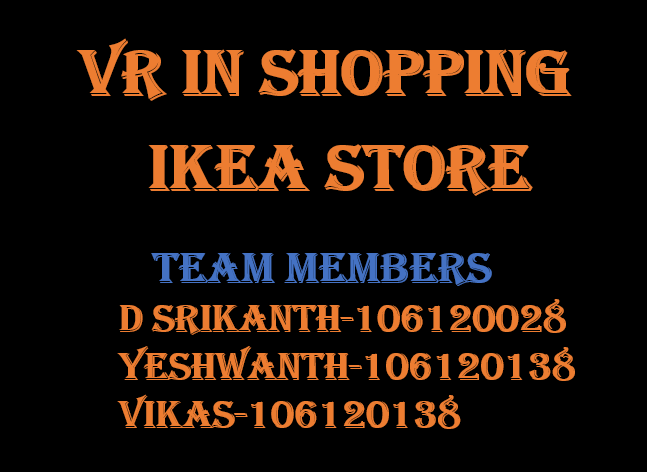 VR IN SHOPPING
IKEA STORE
TEAM MEMBERS
D SRIKANTH-106120028
YESHWANTH-106120138
VIKAS-106120138